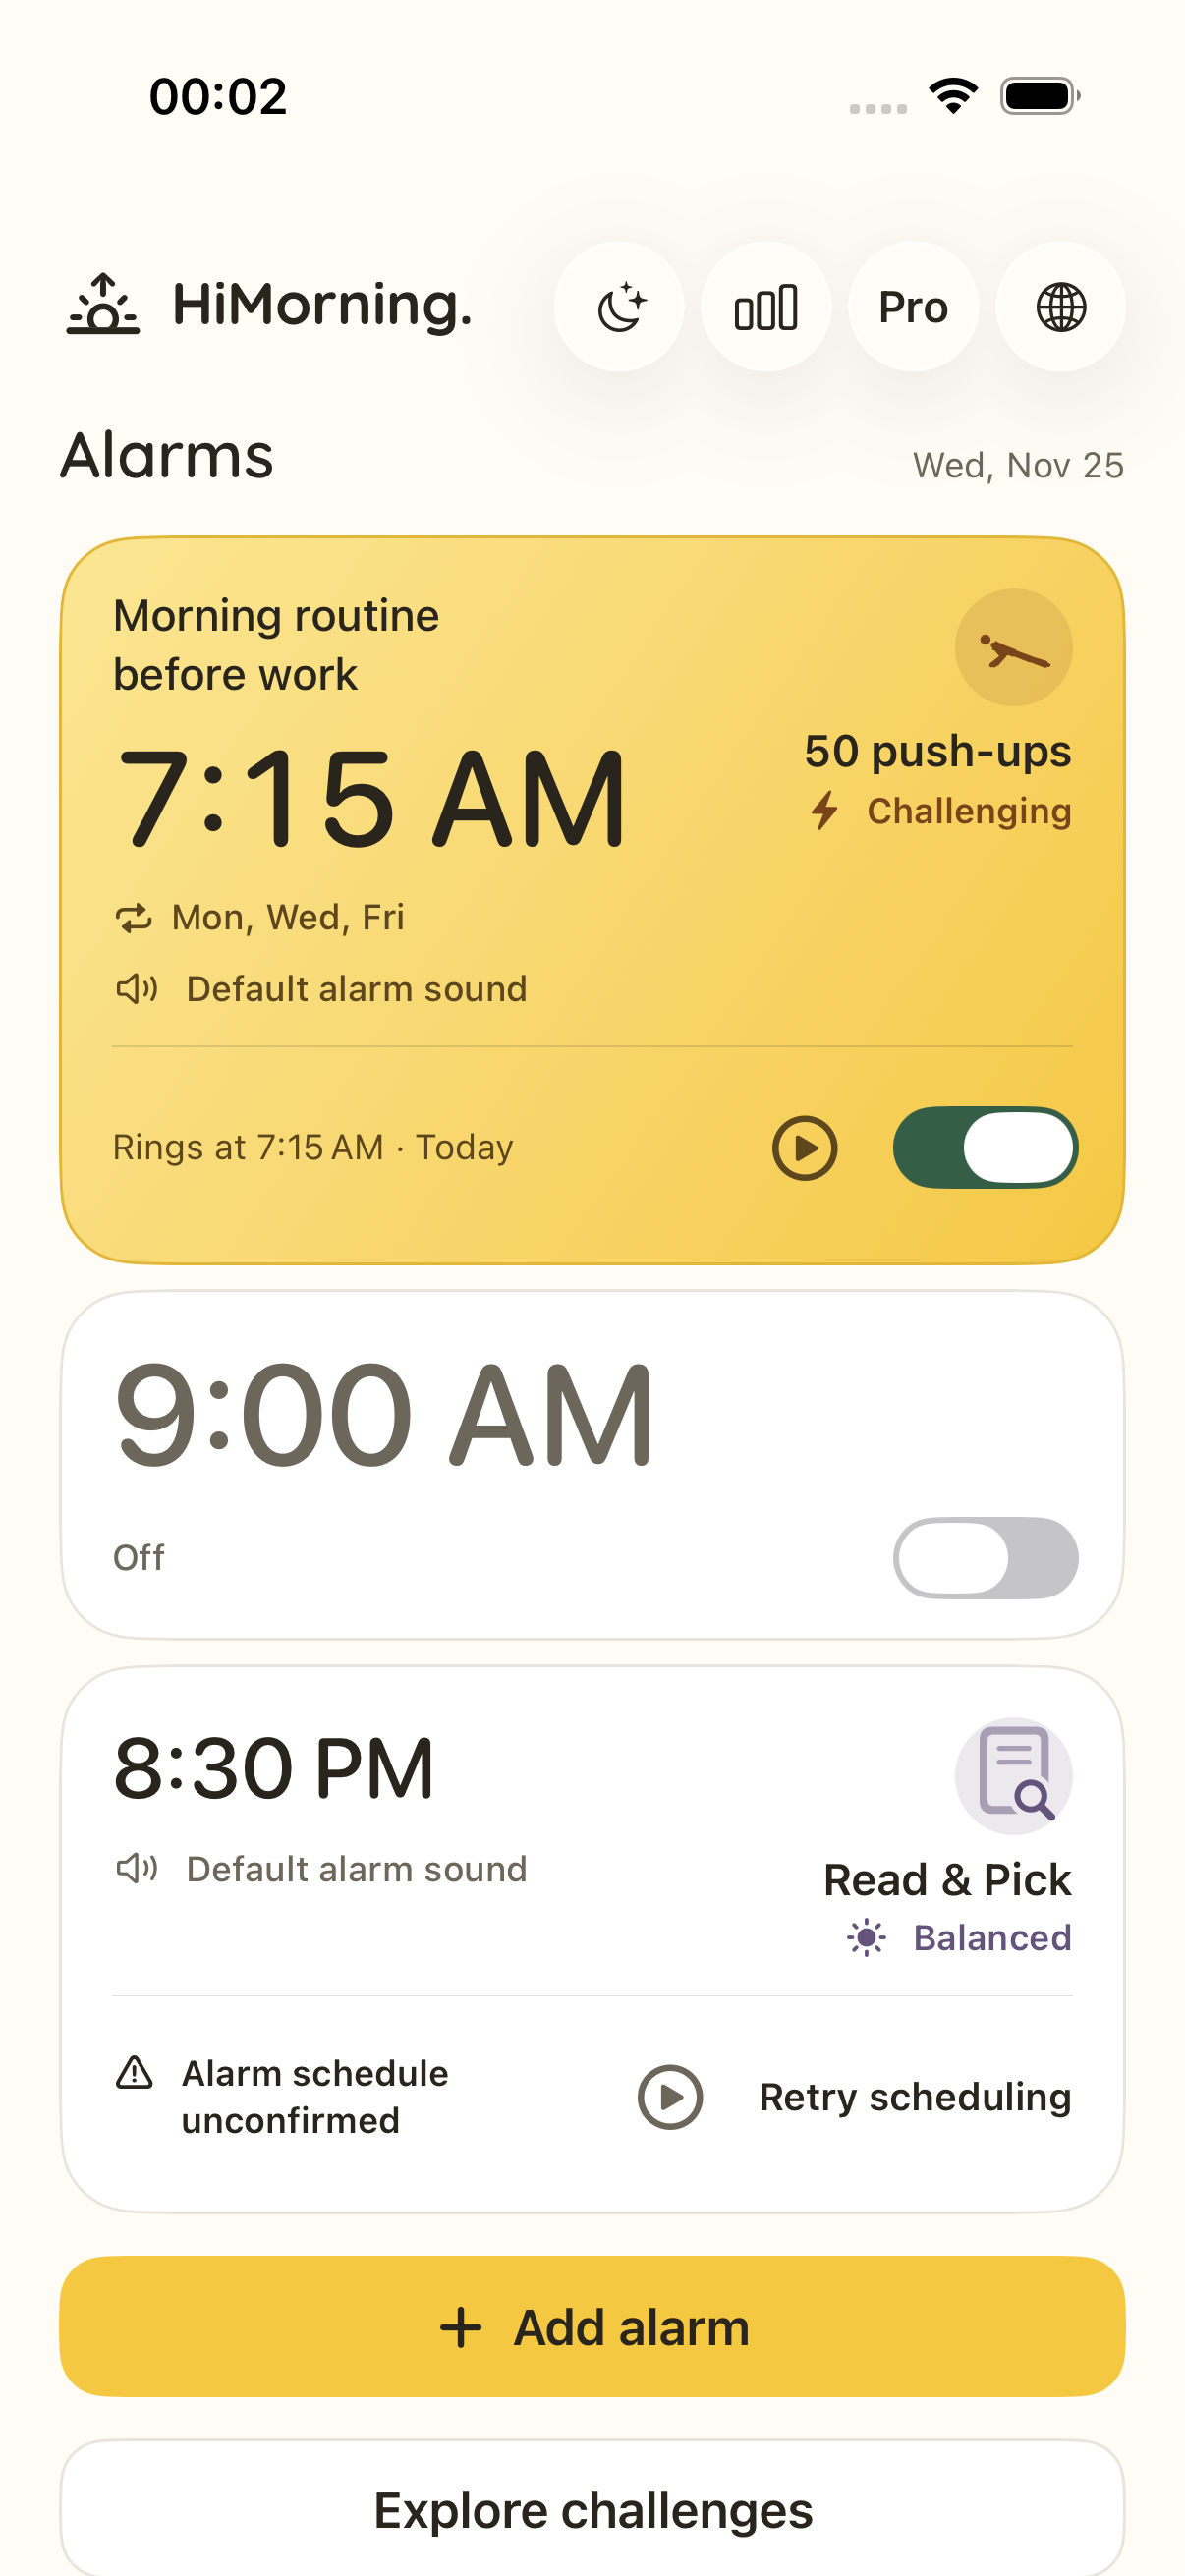 00:02
HiMorning.
Pro
Alarms
Wed, Nov 25
Morning routine
before work
7:15 AM
50 push-ups
Challenging
Mon, Wed, Fri
Default alarm sound
Rings at 7:15 AM · Today
9:00 AM
Off
8:30 PM
Default alarm sound
Read & Pick
Balanced
Alarm schedule
unconfirmed
Retry scheduling
+ Add alarm
Explore challenges